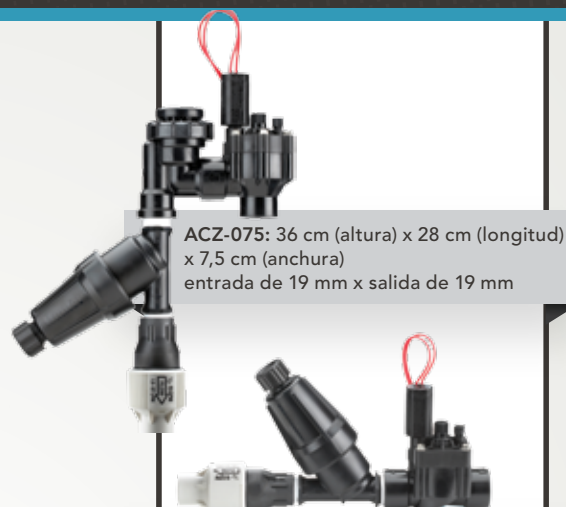 ACZ-075: 36 cm (altura) x 28 cm (longitud)
x 7,5 cm (anchura)
entrada de 19 mm x salida de 19 mm